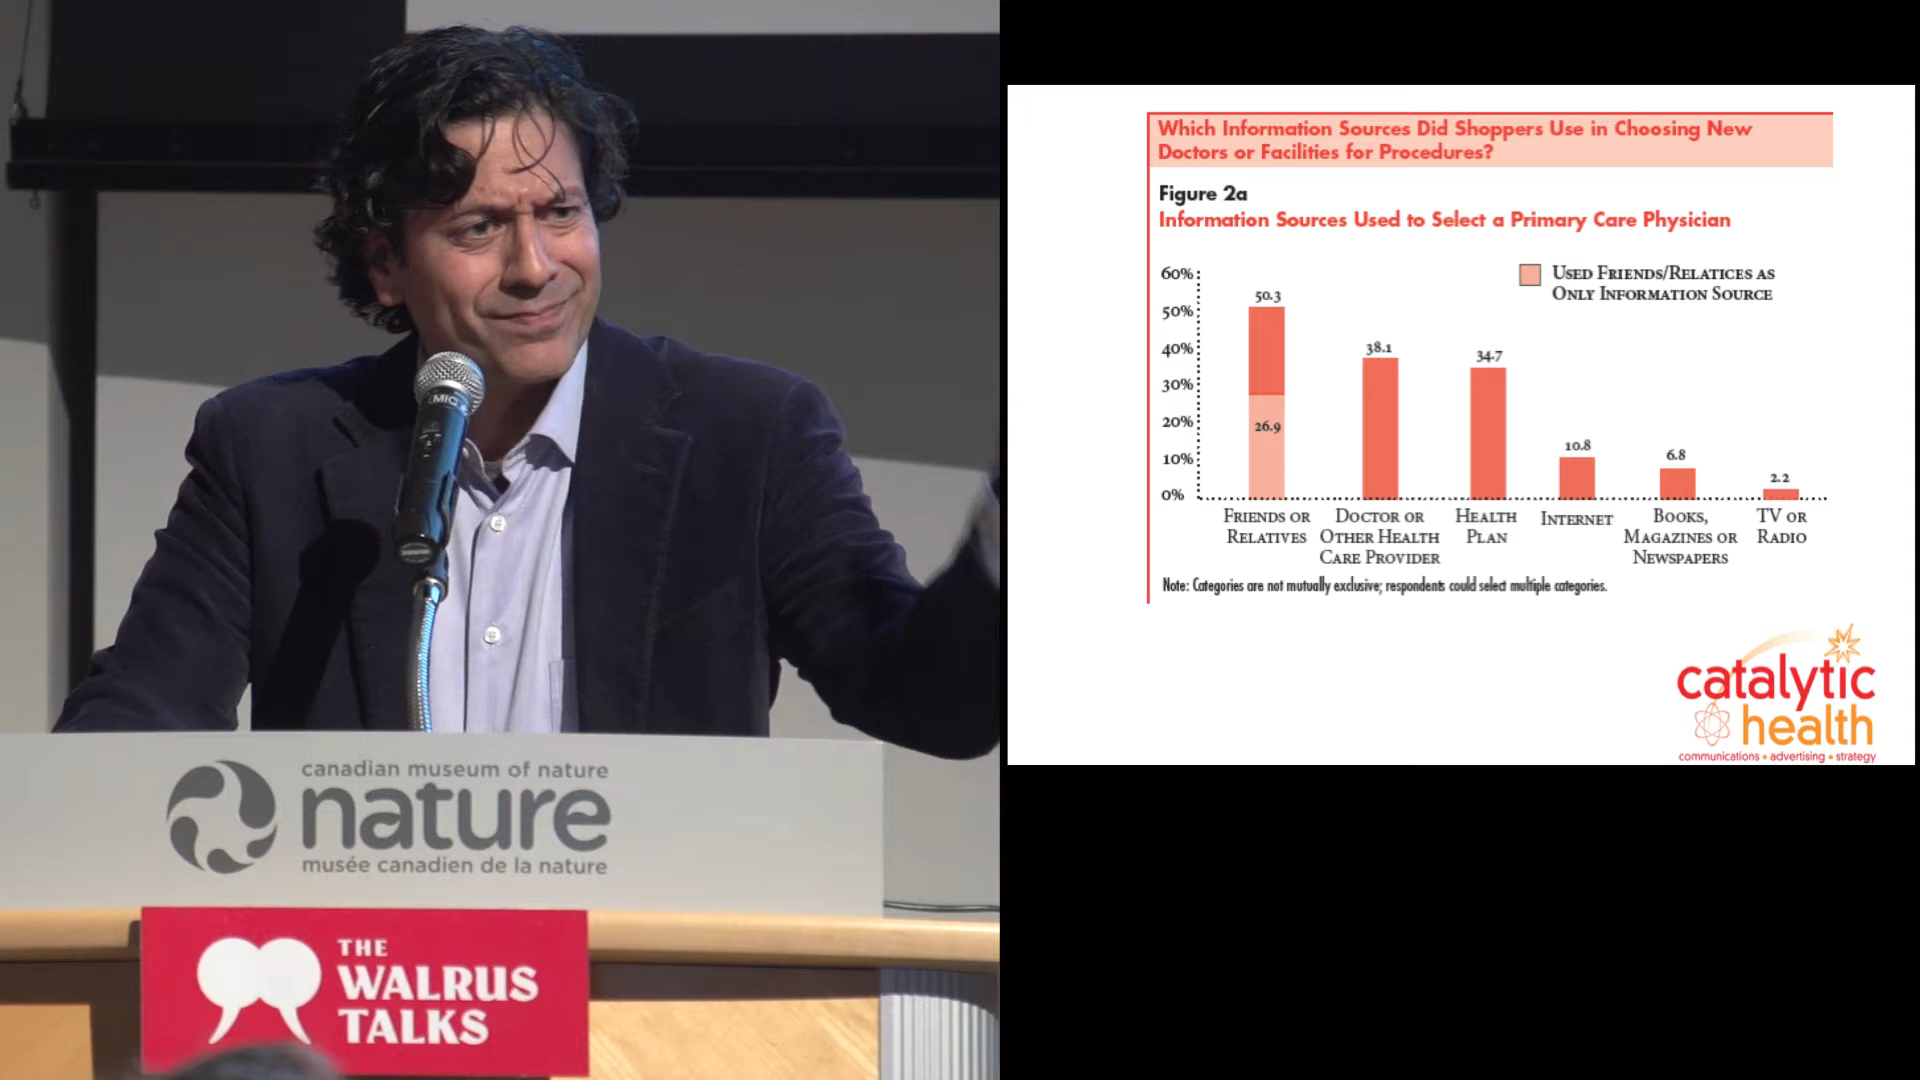 MIC
canadian museum of nature
nature
musée canadien de la nature
THE
WALRUS
TALKS
Which Information Sources Did Shoppers Use in Choosing New
Doctors or Facilities for Procedures?
Figure 2a
Information Sources Used to Select a Primary Care Physician
USED FRIENDS/RELATICES AS
ONLY INFORMATION SOURCE
60%
50%
40%
30%
20%
10%
0%
50.3
26.9
38.1
34.7
10.8
6.8
2.2
FRIENDS OR
RELATIVES
DOCTOR OR
OTHER HEALTH
CARE PROVIDER
HEALTH
PLAN
INTERNET
BOOKS,
MAGAZINES OR
NEWSPAPERS
TV OR
RADIO
Note: Categories are not mutually exclusive; respondents could select multiple categories.
catalytic
health
communications • advertising • strategy